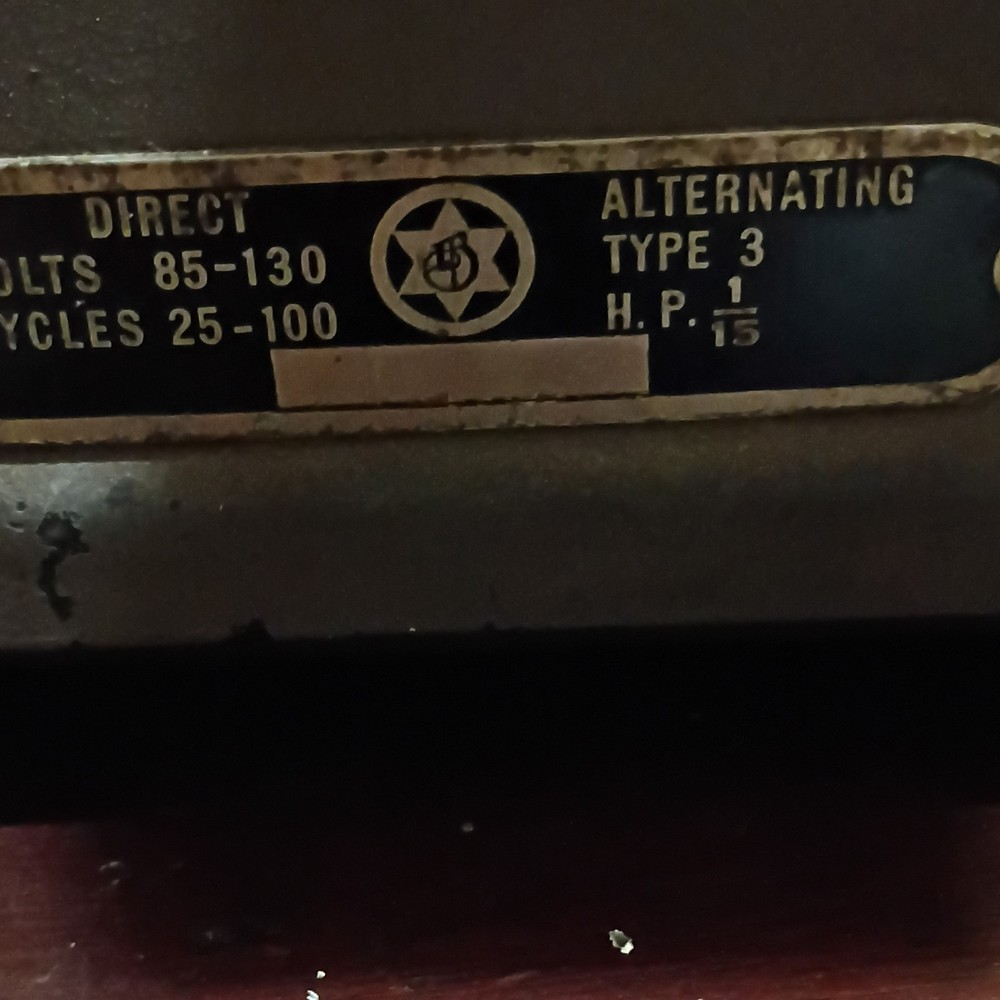 DIRECT
OLTS 85-130
YCLES 25-100
ALTERNATING
TYPE 3
H. P. 1/15